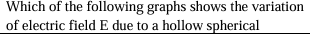 Which of the following graphs shows the variation
of electric field E due to a hollow spherical